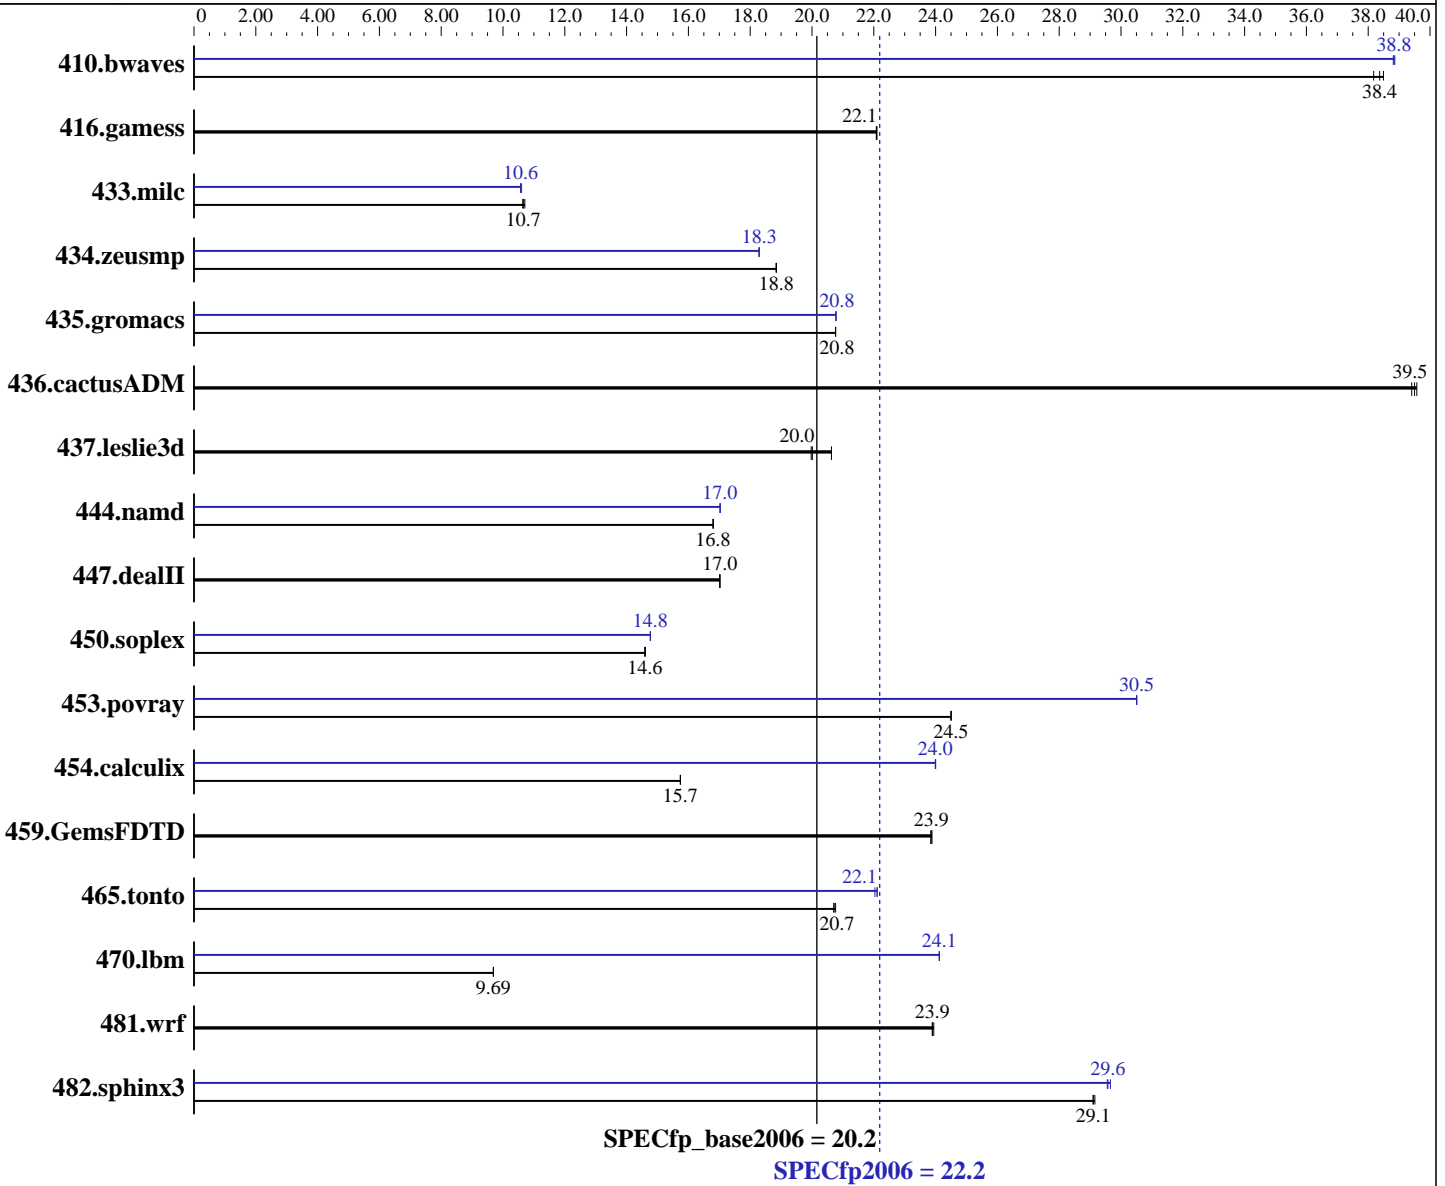 0 2.00 4.00 6.00 8.00 10.0 12.0 14.0 16.0 18.0 20.0 22.0 24.0 26.0 28.0 30.0 32.0 34.0 36.0 38.0 40.0
38.8
410.bwaves
38.4
22.1
416.gamess
10.6
433.milc
10.7
18.3
434.zeusmp
18.8
20.8
435.gromacs
20.8
39.5
436.cactusADM
20.0
437.leslie3d
17.0
444.namd
16.8
17.0
447.dealII
14.8
450.soplex
14.6
30.5
453.povray
24.5
24.0
454.calculix
15.7
23.9
459.GemsFDTD
22.1
465.tonto
20.7
24.1
470.lbm
9.69
23.9
481.wrf
29.6
482.sphinx3
29.1
SPECfp_base2006 = 20.2
SPECfp2006 = 22.2